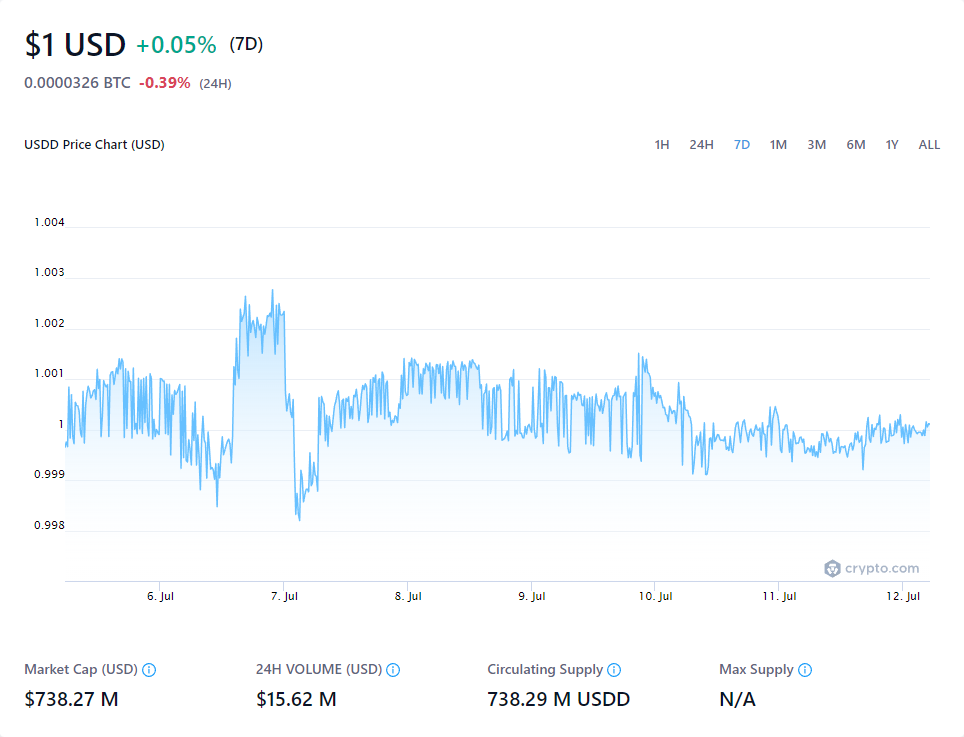 $1 USD +0.05% (7D)
0.0000326 BTC -0.39% (24H)
USDD Price Chart (USD) 1H 24H 7D 1M 3M 6M 1Y ALL
1.004
1.003
1.002
1.001
1
0.999
0.998
crypto.com
6. Jul 7. Jul 8. Jul 9. Jul 10. Jul 11. Jul 12. Jul
Market Cap (USD) 24H VOLUME (USD) Circulating Supply Max Supply
$738.27 M $15.62 M 738.29 M USDD N/A